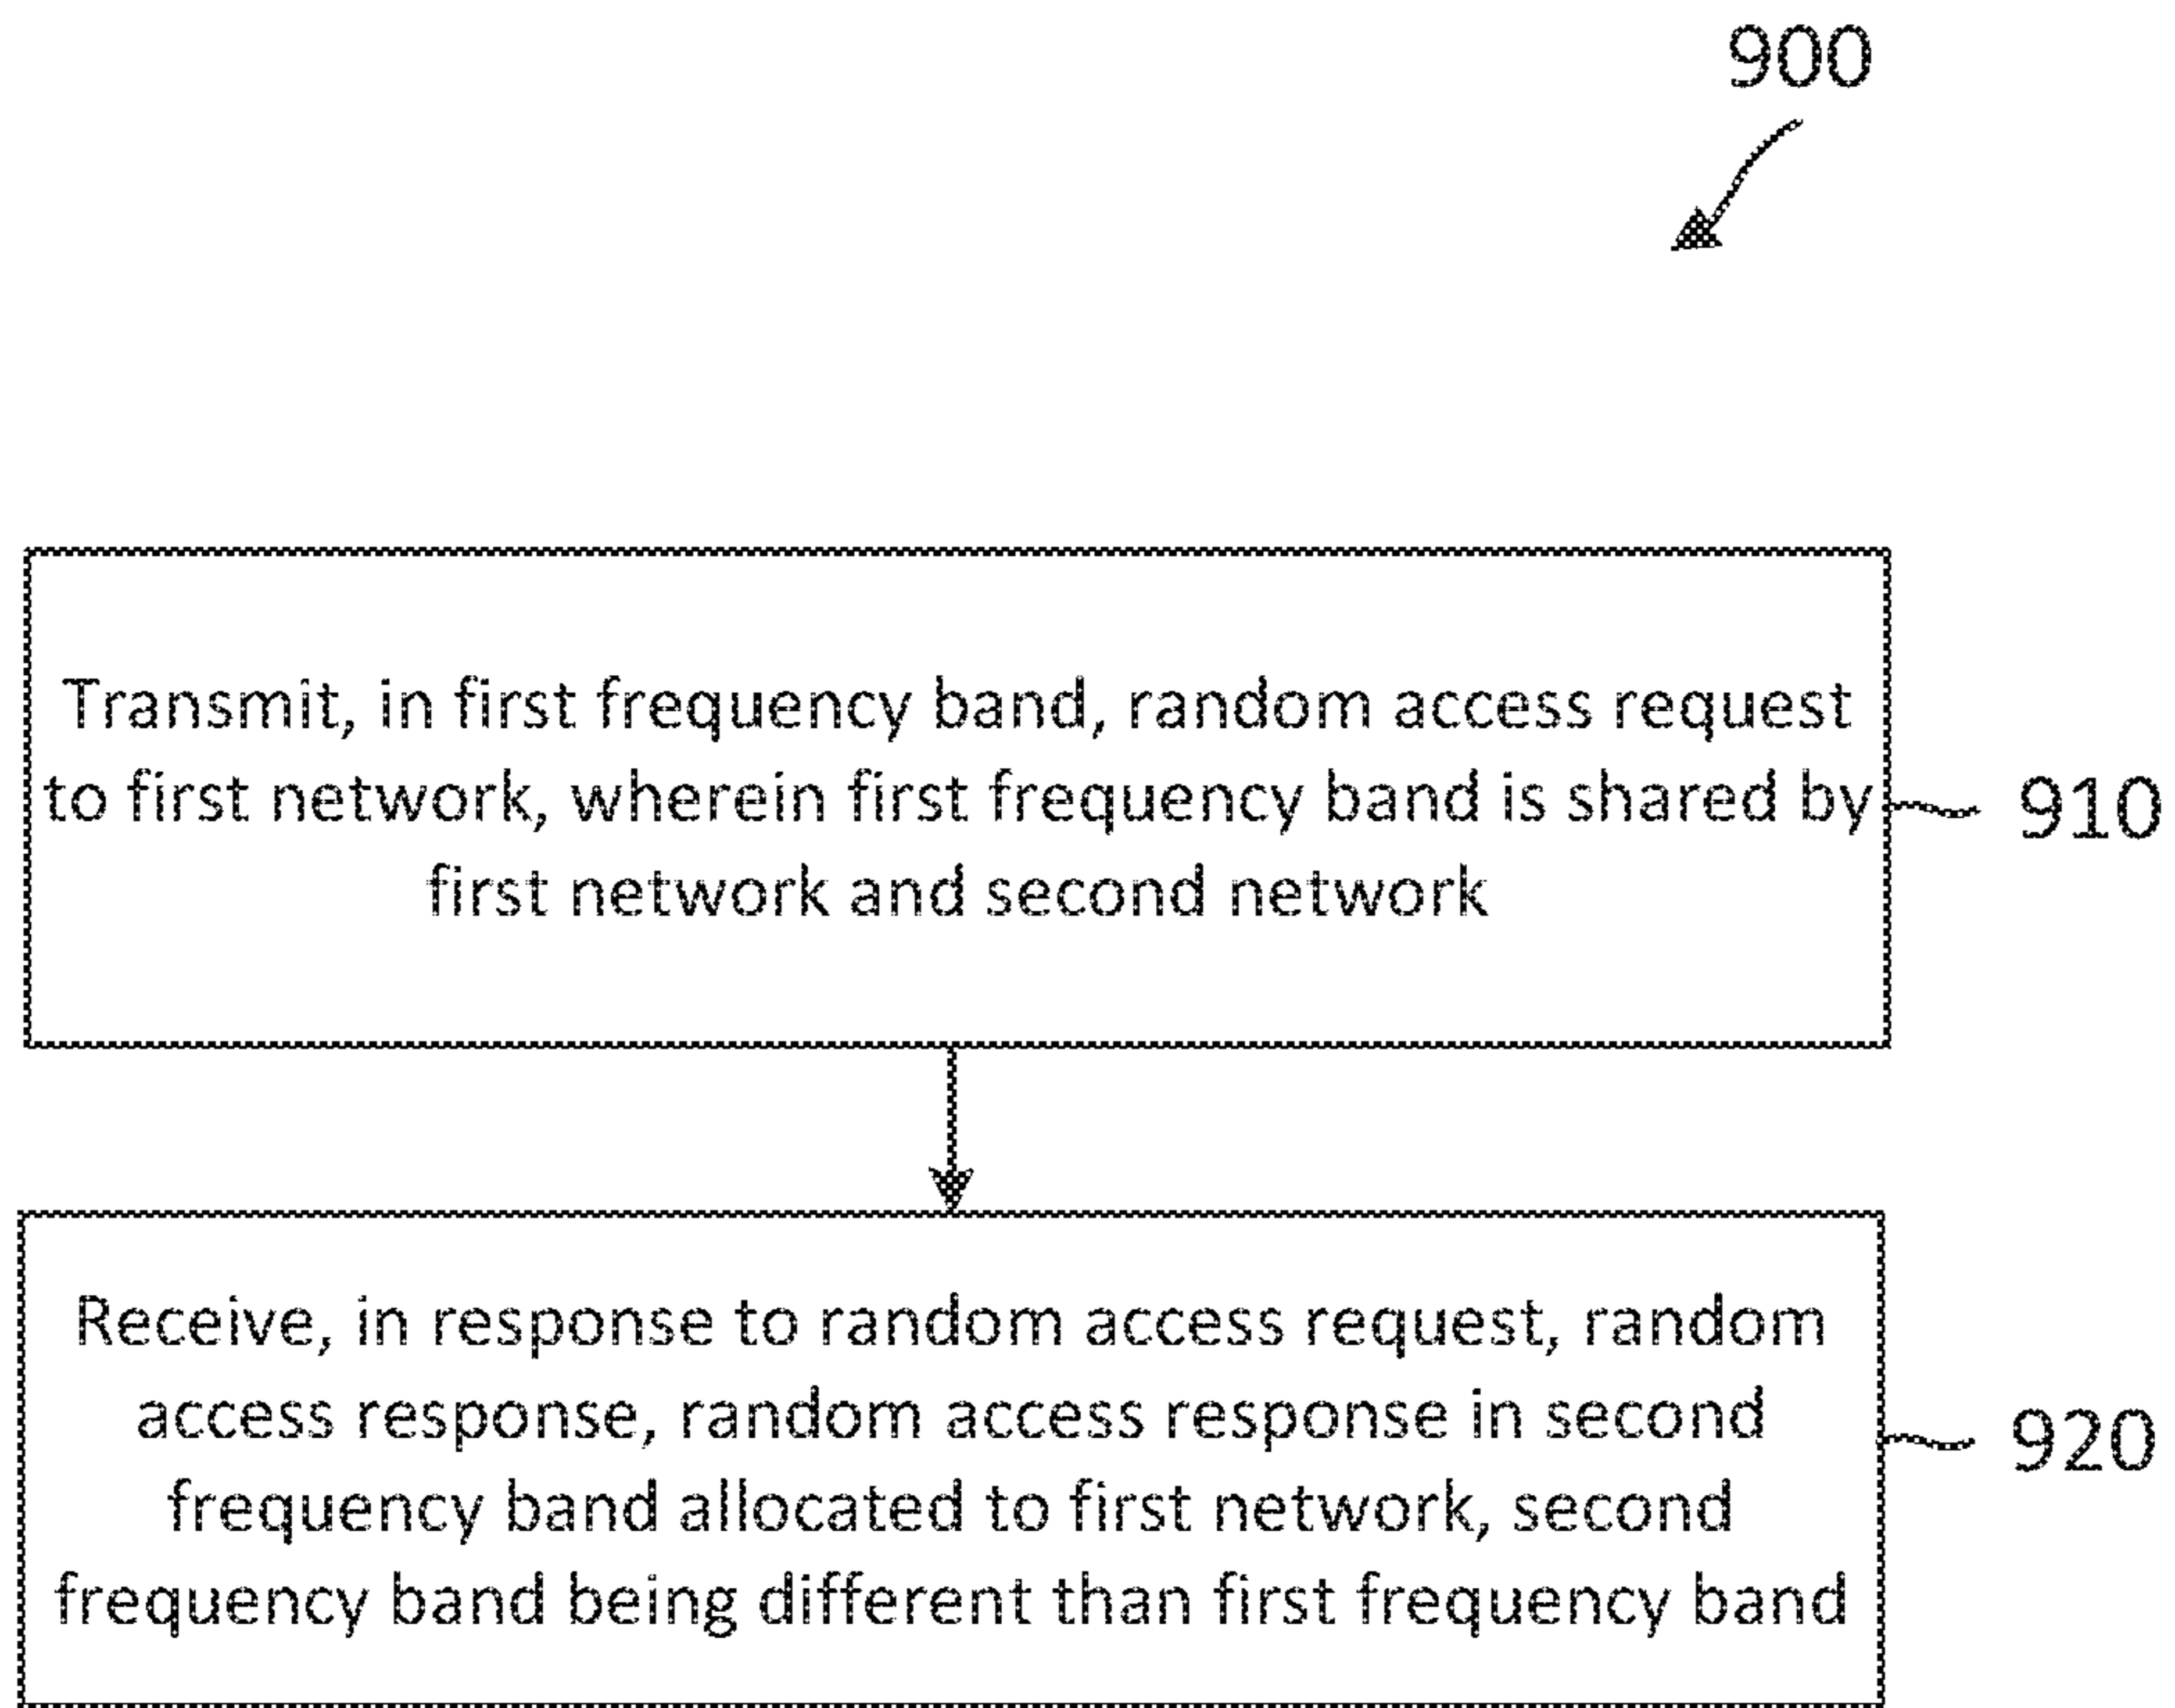 900
Transmit, in first frequency band, random access request
to first network, wherein first frequency band is shared by
first network and second network
910
Receive, in response to random access request, random
access response, random access response in second
frequency band allocated to first network, second
frequency band being different than first frequency band
920